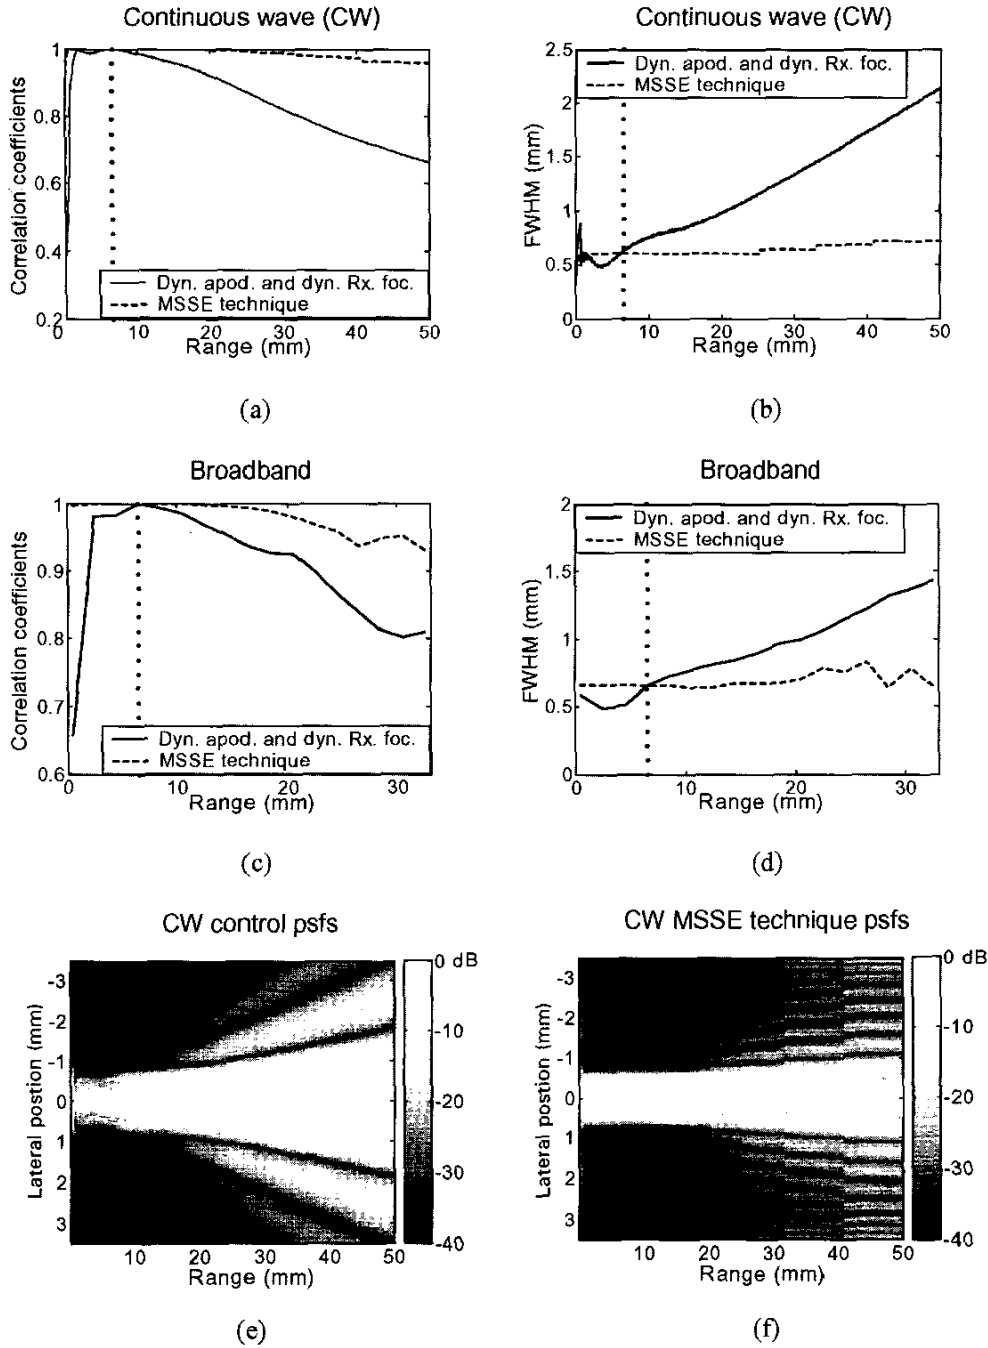 Continuous wave (CW)
Correlation coefficients
1
0.8
0.6
0.4
0.2
0
10
20
30
40
50
Dyn. apod. and dyn. Rx. foc.
MSSE technique
Range (mm)
(a)
Continuous wave (CW)
FWHM (mm)
2.5
2
1.5
1
0.5
0
0
10
20
30
40
50
Dyn. apod. and dyn. Rx. foc.
MSSE technique
Range (mm)
(b)
Broadband
Correlation coefficients
1
0.9
0.8
0.7
0.6
0
10
20
30
Dyn. apod. and dyn. Rx. foc.
MSSE technique
Range (mm)
(c)
Broadband
FWHM (mm)
2
1.5
1
0.5
0
0
10
20
30
Dyn. apod. and dyn. Rx. foc.
MSSE technique
Range (mm)
(d)
CW control psfs
Lateral postion (mm)
-3
-2
-1
0
1
2
3
10
20
30
40
50
0 dB
-10
-20
-30
-40
Range (mm)
(e)
CW MSSE technique psfs
Lateral postion (mm)
-3
-2
-1
0
1
2
3
10
20
30
40
50
0 dB
-10
-20
-30
-40
Range (mm)
(f)